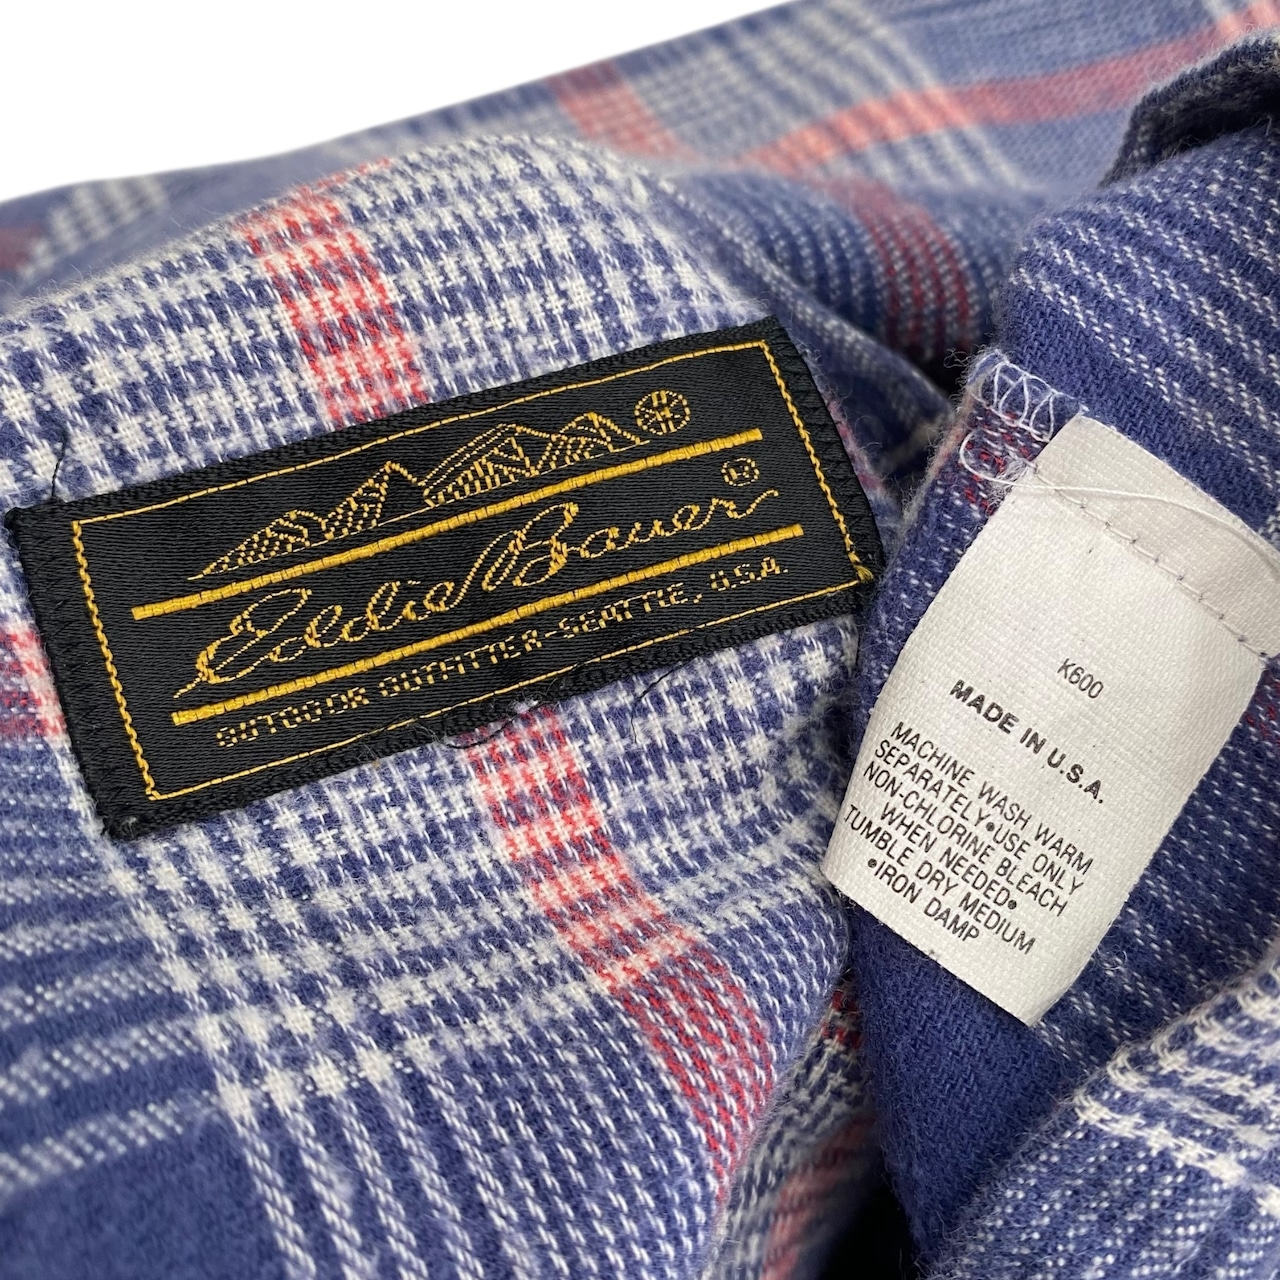 Eddie Bauer®
OUTDOOR OUTFITTER-SEATTLE, U.S.A.
K600
MADE IN U.S.A.
MACHINE WASH WARM
SEPARATELY•USE ONLY
NON-CHLORINE BLEACH
WHEN NEEDED•
TUMBLE DRY MEDIUM
•IRON DAMP